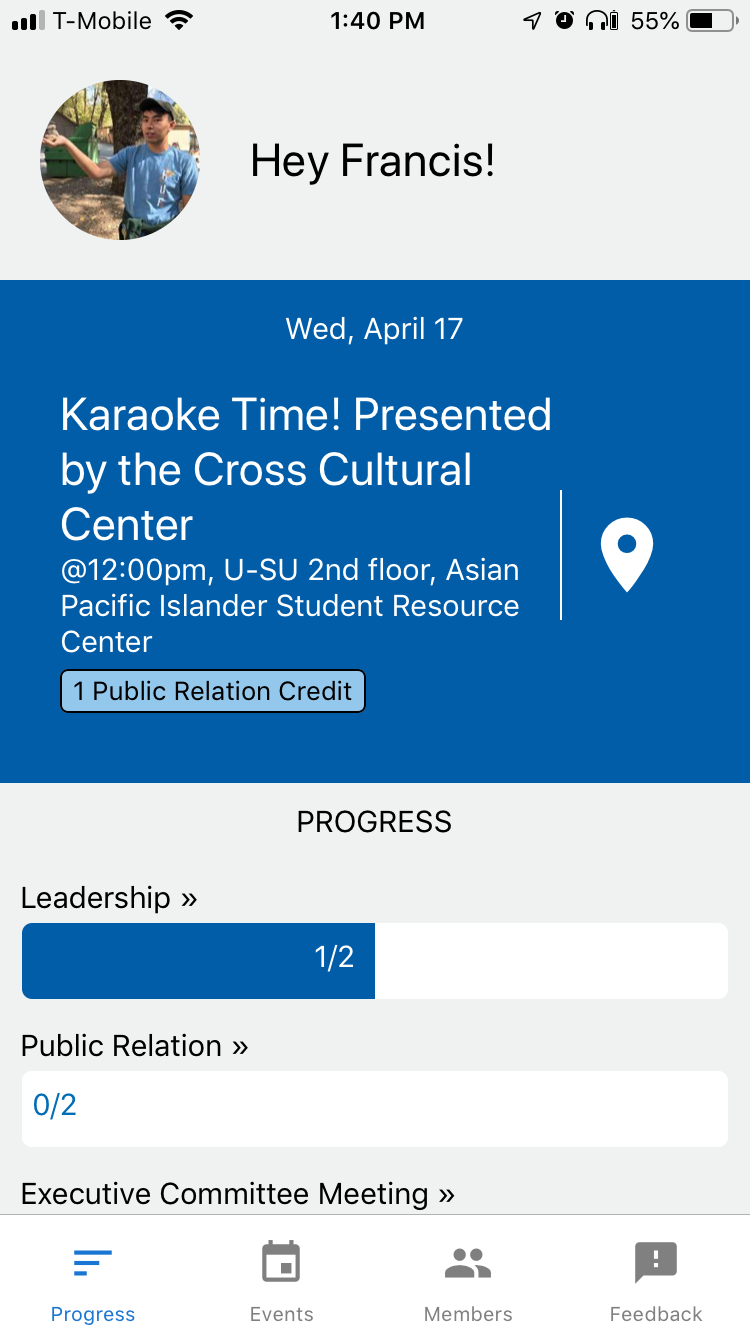 T-Mobile 1:40 PM 55%
Hey Francis!
Wed, April 17
Karaoke Time! Presented
by the Cross Cultural
Center
@12:00pm, U-SU 2nd floor, Asian
Pacific Islander Student Resource
Center
1 Public Relation Credit
PROGRESS
Leadership »
1/2
Public Relation »
0/2
Executive Committee Meeting »
Progress Events Members Feedback